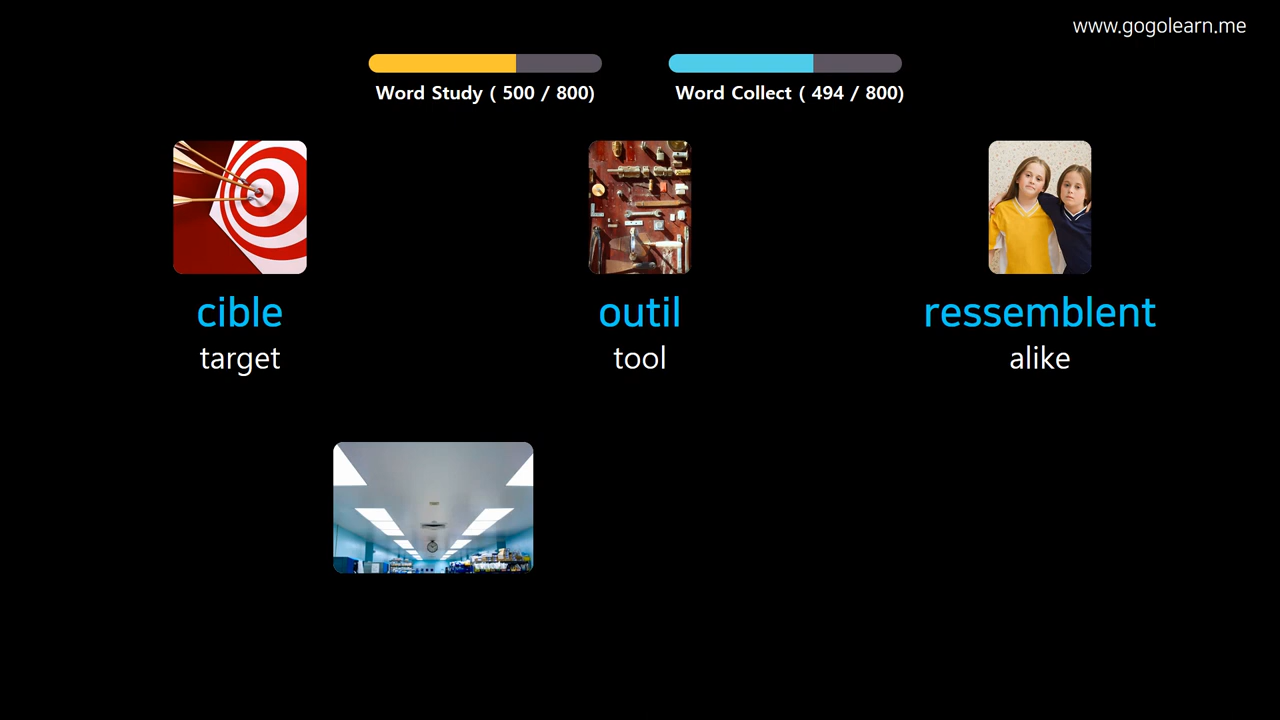 www.gogolearn.me
Word Study ( 500 / 800)
Word Collect ( 494 / 800)
cible
outil
ressemblent
target
tool
alike